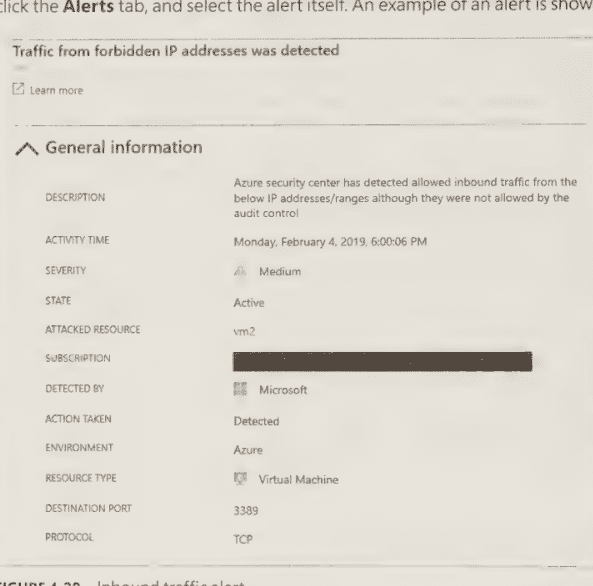 click the Alerts tab, and select the alert itself. An example of an alert is show
Traffic from forbidden IP addresses was detected
Learn more
General information
DESCRIPTION
Azure security center has detected allowed inbound traffic from the
below IP addresses/ranges although they were not allowed by the
audit control
ACTIVITY TIME
Monday, February 4, 2019, 6:00:06 PM
SEVERITY
Medium
STATE
Active
ATTACKED RESOURCE
vm2
SUBSCRIPTION
DETECTED BY
Microsoft
ACTION TAKEN
Detected
ENVIRONMENT
Azure
RESOURCE TYPE
Virtual Machine
DESTINATION PORT
3389
PROTOCOL
TCP
Inbound traffic alert